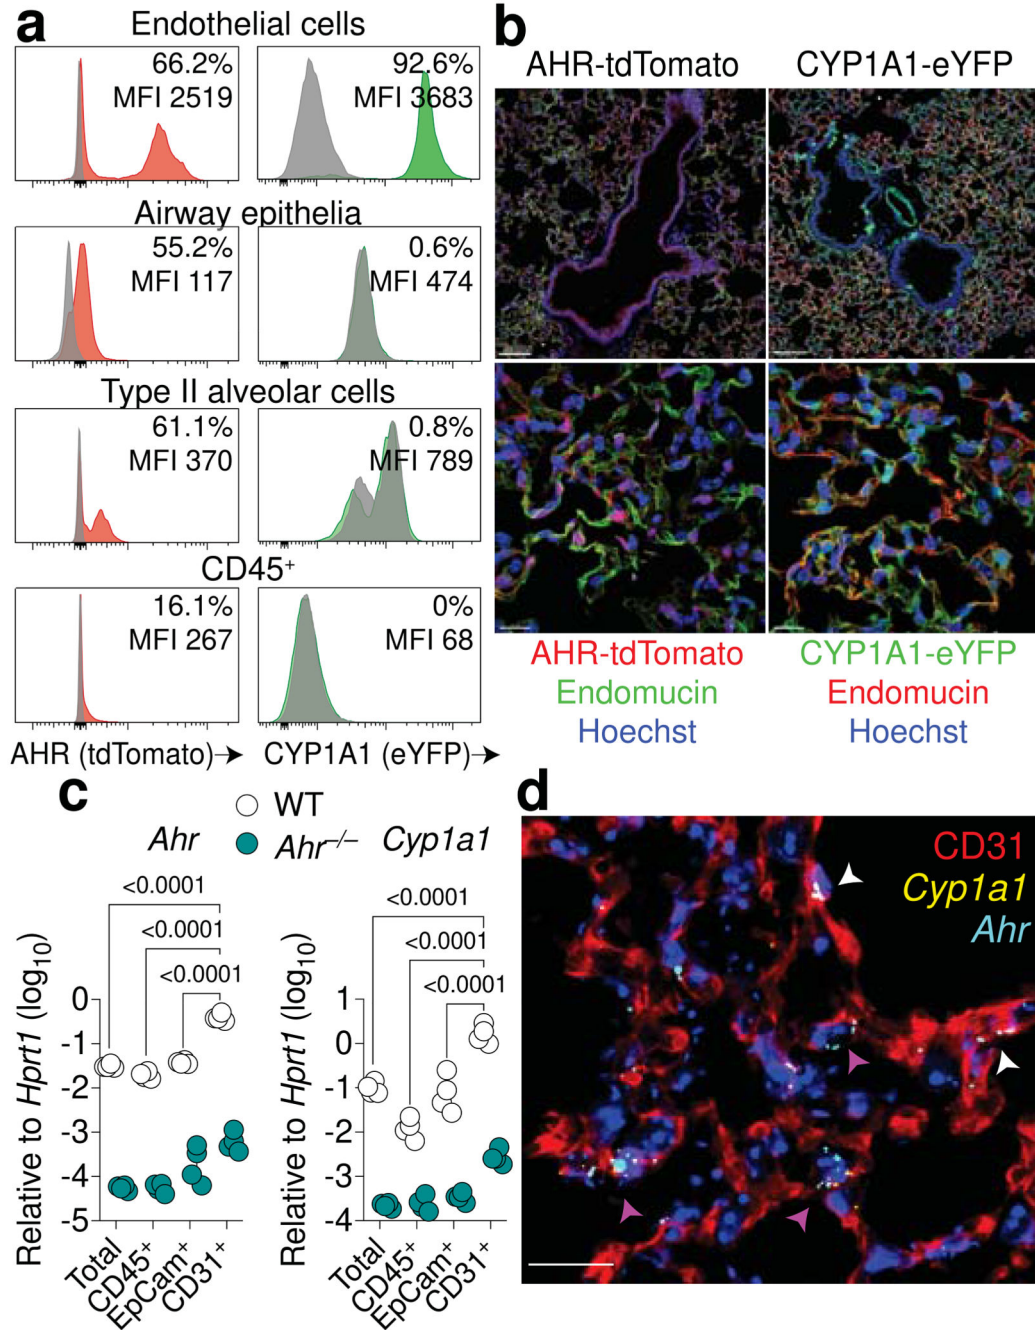 a
Endothelial cells
66.2%
MFI 2519
92.6%
MFI 3683
Airway epithelia
55.2%
MFI 117
0.6%
MFI 474
Type II alveolar cells
61.1%
MFI 370
0.8%
MFI 789
CD45⁺
16.1%
MFI 267
0%
MFI 68
AHR (tdTomato)→
CYP1A1 (eYFP)→
b
AHR-tdTomato
CYP1A1-eYFP
AHR-tdTomato
Endomucin
Hoechst
CYP1A1-eYFP
Endomucin
Hoechst
c
WT
Ahr⁻/⁻
Ahr
<0.0001
<0.0001
<0.0001
Relative to Hprt1 (log₁₀)
0
-1
-2
-3
-4
-5
Total
CD45⁺
EpCam⁺
CD31⁺
Cyp1a1
<0.0001
<0.0001
<0.0001
Relative to Hprt1 (log₁₀)
1
0
-1
-2
-3
-4
Total
CD45⁺
EpCam⁺
CD31⁺
d
CD31
Cyp1a1
Ahr